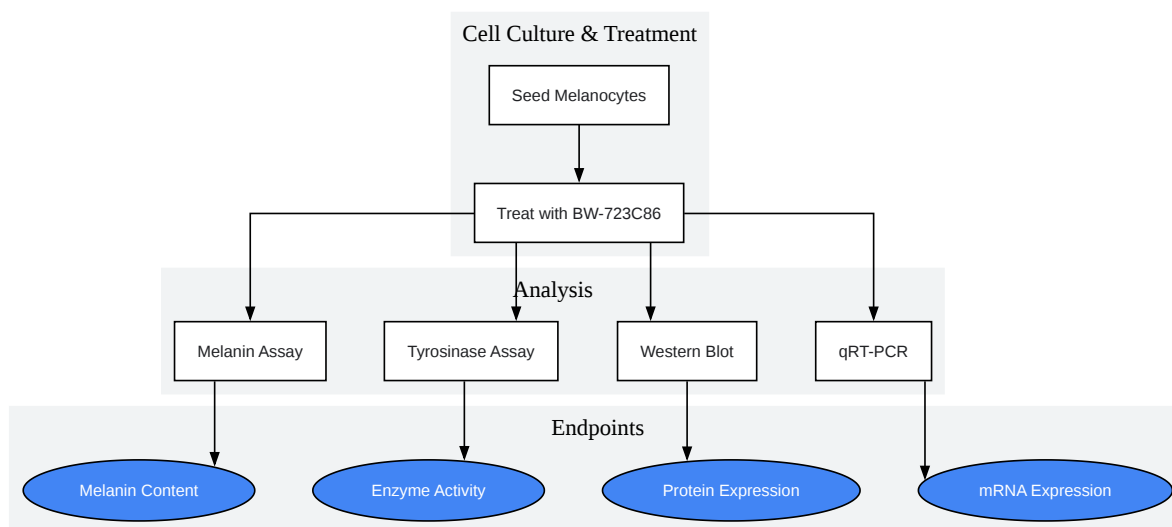 Cell Culture & Treatment
Seed Melanocytes
Treat with BW-723C86
Analysis
Melanin Assay
Tyrosinase Assay
Western Blot
qRT-PCR
Endpoints
Melanin Content
Enzyme Activity
Protein Expression
mRNA Expression